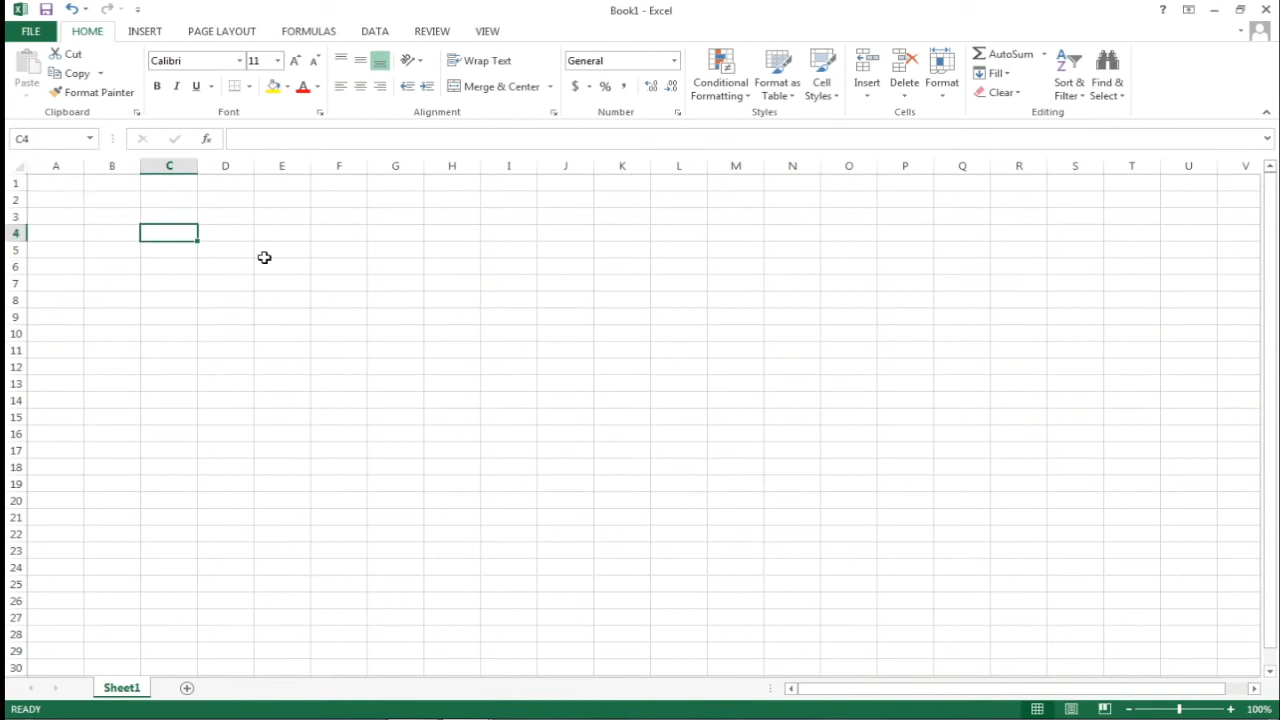 Book1 - Excel
?
FILE HOME INSERT PAGE LAYOUT FORMULAS DATA REVIEW VIEW
Paste
Cut
Copy
Format Painter
Clipboard
Calibri 11 A A
B I U A
Font
Wrap Text
Merge & Center
Alignment
General
$ % ,
Number
Conditional
Formatting
Format as
Table
Cell
Styles
Styles
Insert Delete Format
Cells
AutoSum
Fill
Clear
Sort &
Filter
Find &
Select
Editing
C4 fx
A B C D E F G H I J K L M N O P Q R S T U V
1
2
3
4
5
6
7
8
9
10
11
12
13
14
15
16
17
18
19
20
21
22
23
24
25
26
27
28
29
30
Sheet1
READY 100%